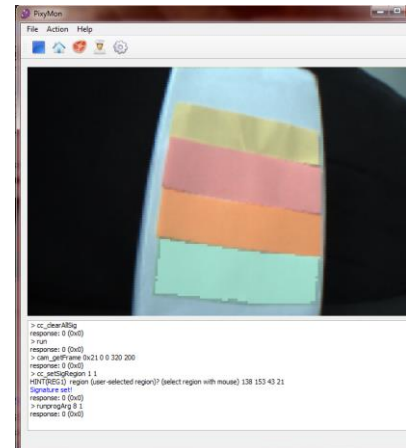 PixyMon
File Action Help
> cc_clearAllSig
response: 0 (0x0)
> run
response: 0 (0x0)
> cam_getFrame 0x21 0 0 320 200
response: 0 (0x0)
> cc_setSigRegion 1 1
HINT(REG1) region (user-selected region)? (select region with mouse) 138 153 43 21
Signature set!
response: 0 (0x0)
> runprogArg 8 1
response: 0 (0x0)